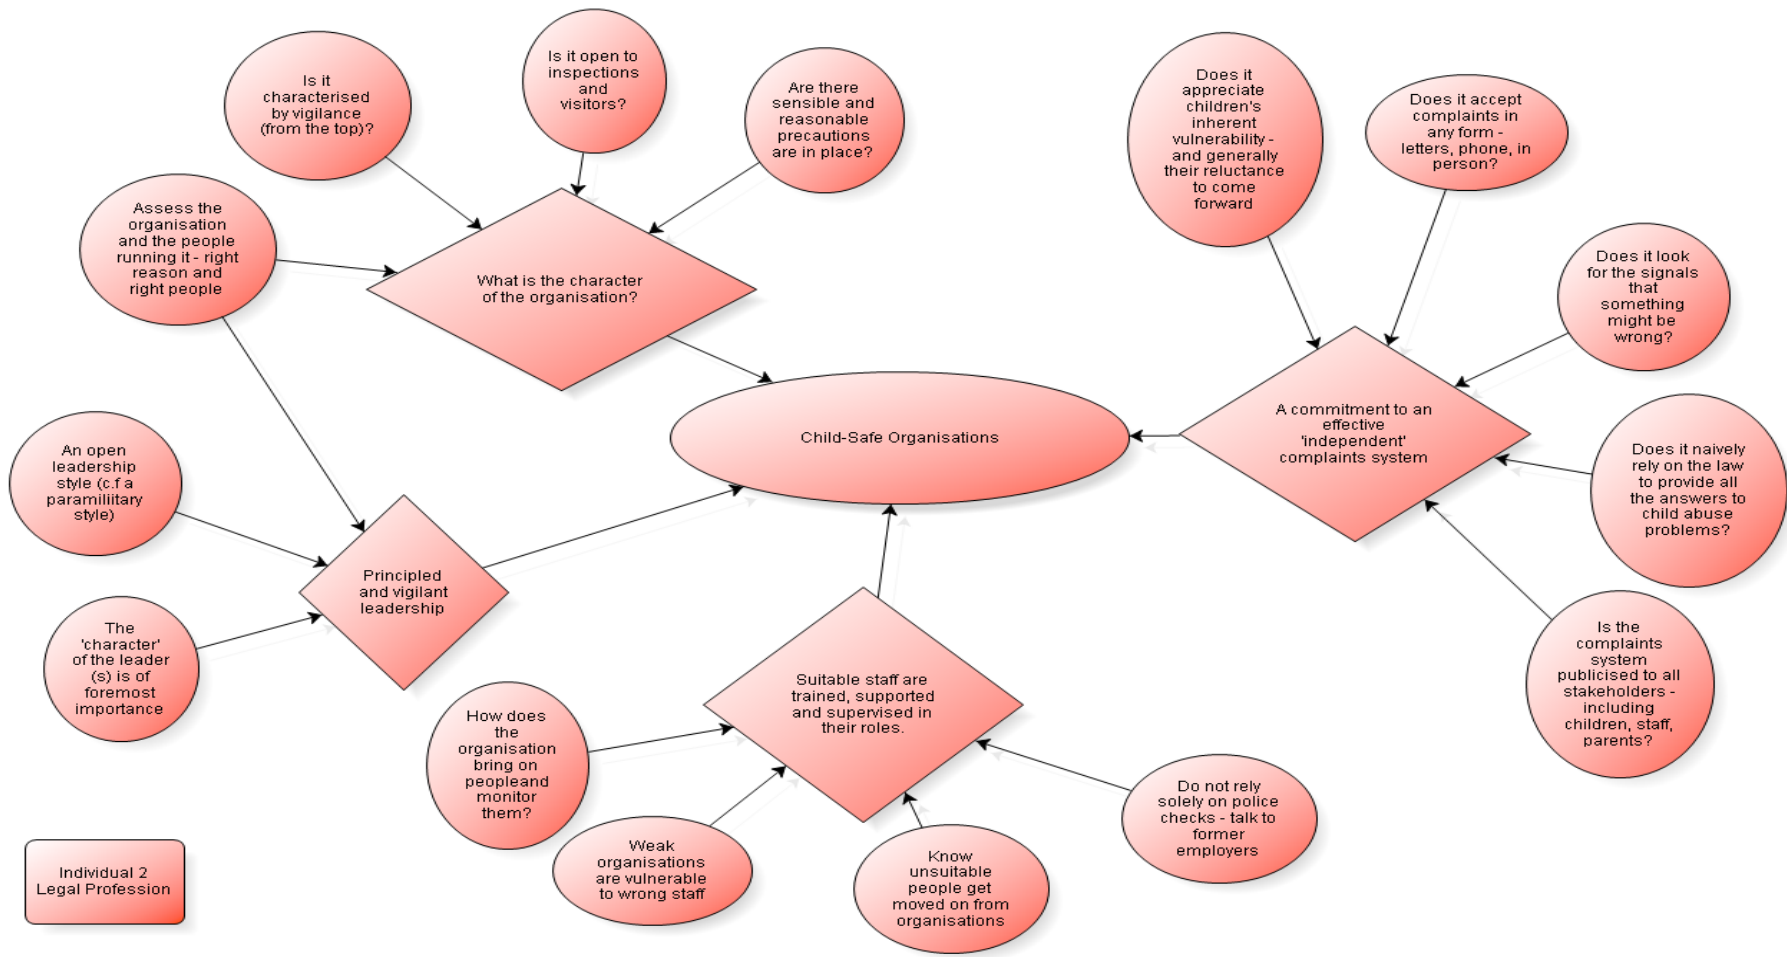 Is it
characterised
by vigilance
(from the top)?
Is it open to
inspections
and
visitors?
Are there
sensible and
reasonable
precautions
are in place?
Does it
appreciate
children's
inherent
vulnerability -
and generally
their reluctance
to come
forward
Does it accept
complaints in
any form -
letters, phone, in
person?
Assess the
organisation
and the people
running it - right
reason and
right people
What is the character
of the organisation?
Does it look
for the signals
that
something
might be
wrong?
An open
leadership
style (c.f a
paramiliitary
style)
Child-Safe Organisations
A commitment to an
effective
'independent'
complaints system
Does it naively
rely on the law
to provide all
the answers to
child abuse
problems?
Principled
and vigilant
leadership
The
'character'
of the leader
(s) is of
foremost
importance
Suitable staff are
trained, supported
and supervised in
their roles.
Is the
complaints
system
publicised to all
stakeholders -
including
children, staff,
parents?
How does
the
organisation
bring on
peopleand
monitor
them?
Weak
organisations
are vulnerable
to wrong staff
Know
unsuitable
people get
moved on from
organisations
Do not rely
solely on police
checks - talk to
former
employers
Individual 2
Legal Profession